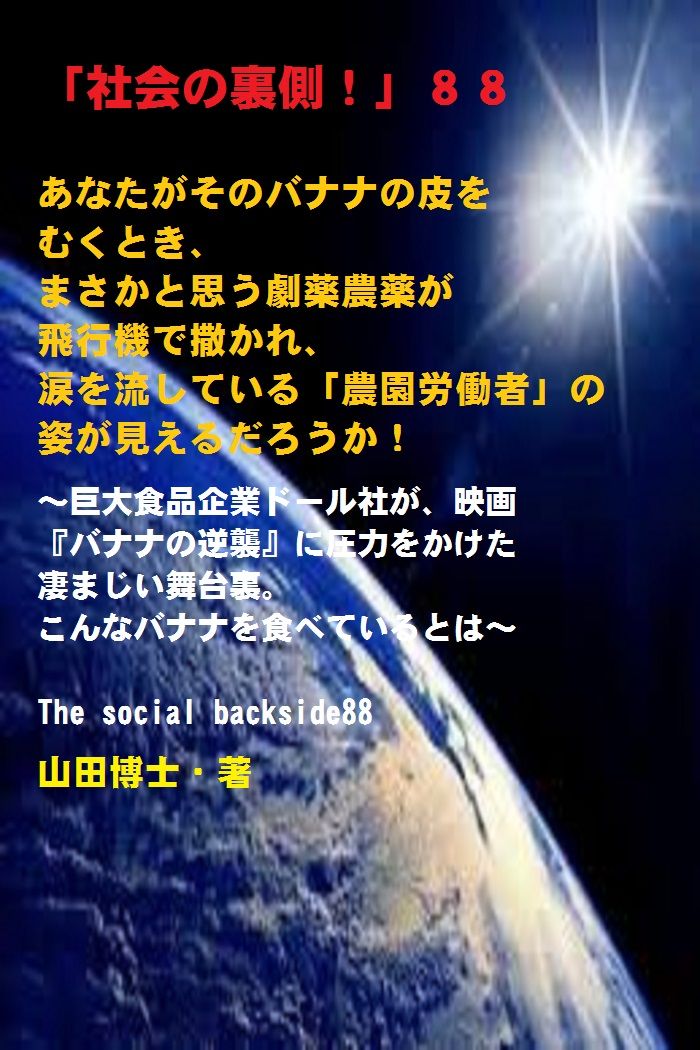 「社会の裏側！」８８
あなたがそのバナナの皮を
むくとき、
まさかと思う劇薬農薬が
飛行機で撒かれ、
涙を流している「農園労働者」の
姿が見えるだろうか！
～巨大食品企業ドール社が、映画
『バナナの逆襲』に圧力をかけた
凄まじい舞台裏。
こんなバナナを食べているとは～
The social backside88
山田博士・著